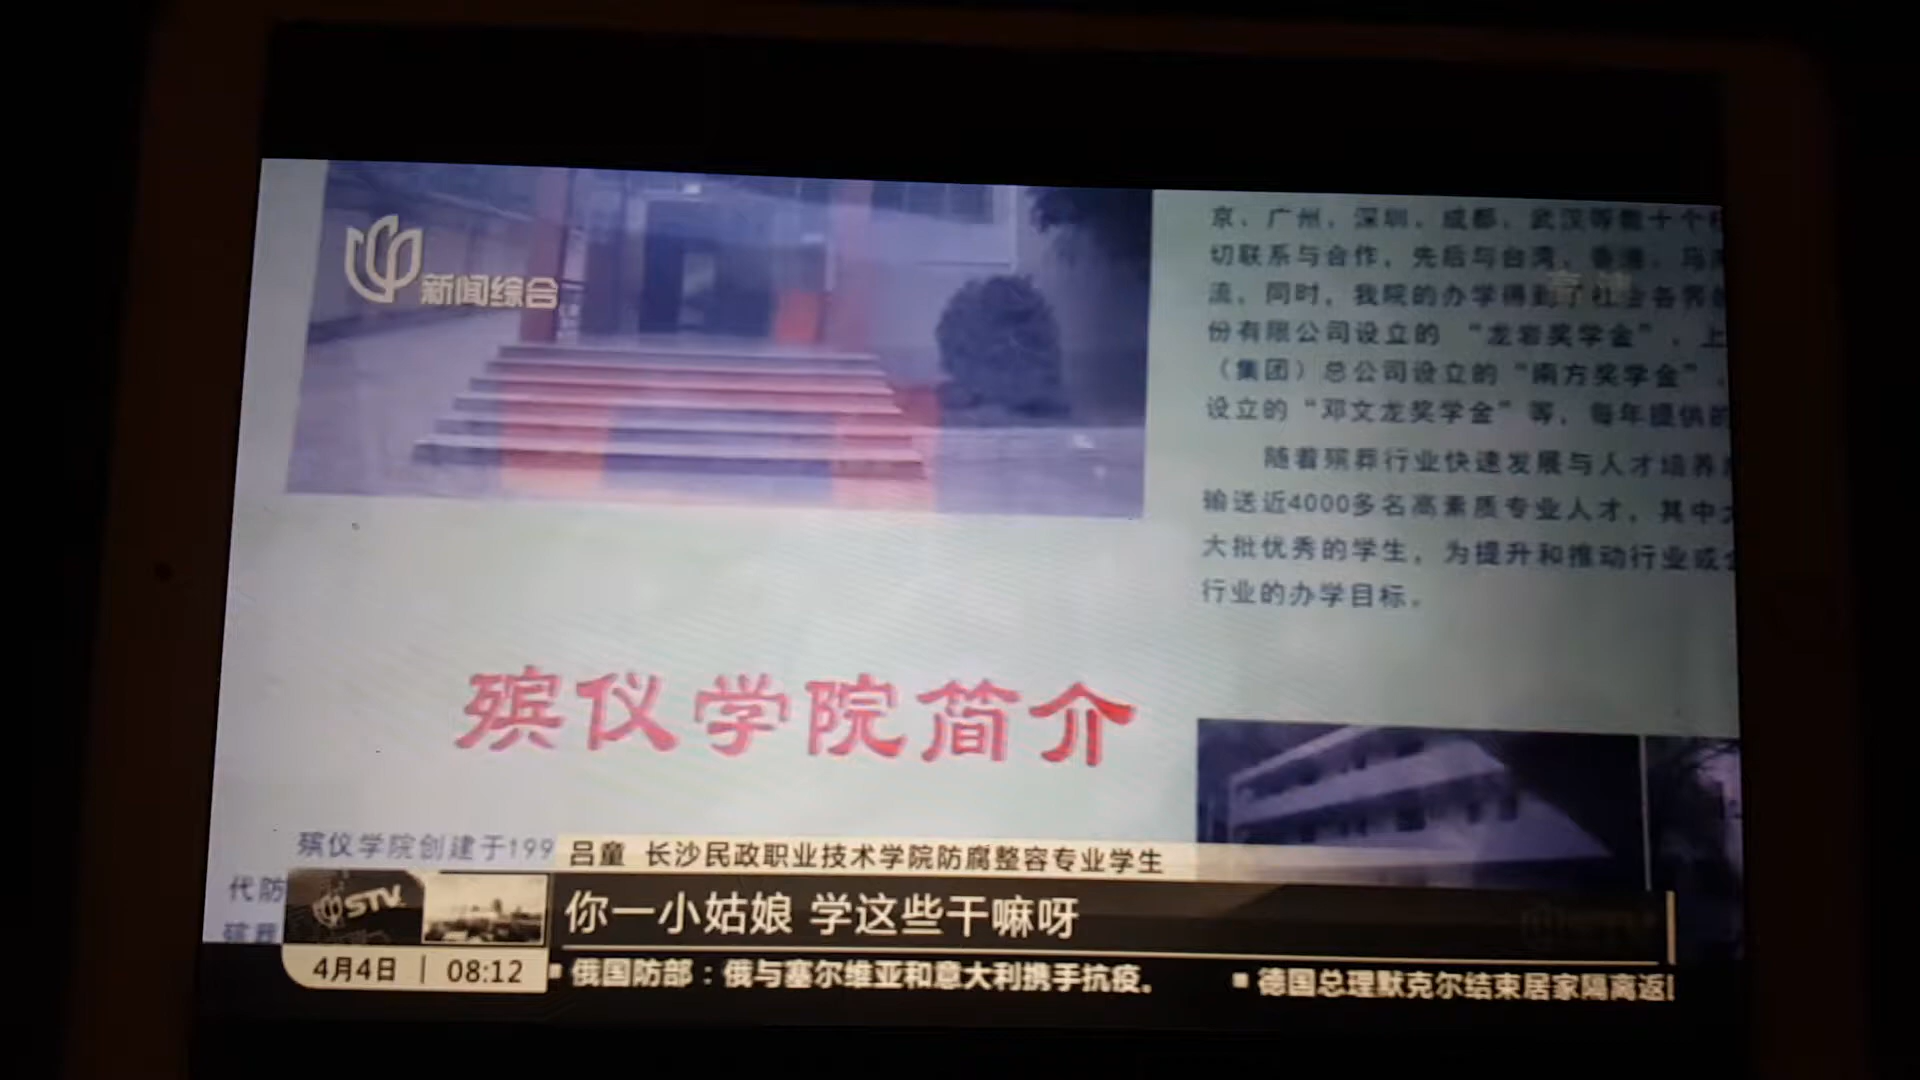 新闻综合
京、广州、深圳、成都、武汉等数十个
切联系与合作，先后与台湾、香港、马
流，同时，我院的办学得到了社会各界
份有限公司设立的“龙岩奖学金”，上
（集团）总公司设立的“南方奖学金”，
设立的“邓文龙奖学金”等，每年提供的
随着殡葬行业快速发展与人才培养
输送近4000多名高素质专业人才，其中大
大批优秀的学生，为提升和推动行业或
行业的办学目标。
殡仪学院简介
殡仪学院创建于199
代防
殡葬
吕童 长沙民政职业技术学院防腐整容专业学生
STV
你一小姑娘 学这些干嘛呀
4月4日 | 08:12
■俄国防部：俄与塞尔维亚和意大利携手抗疫。 ■德国总理默克尔结束居家隔离返